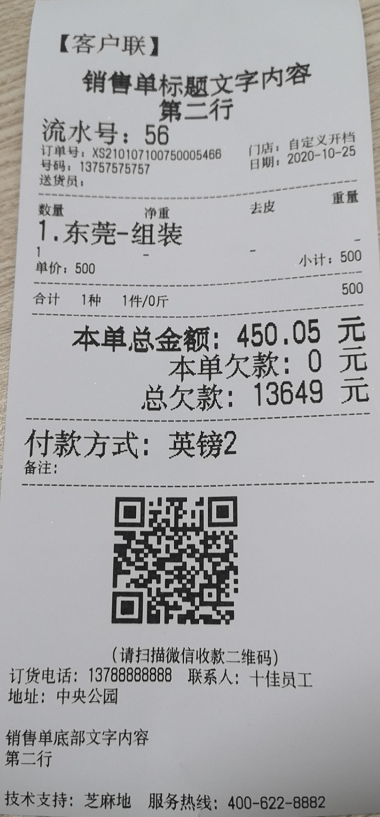 【客户联】
销售单标题文字内容
第二行
流水号：56
订单号：XS210107100750005466 门店：自定义开档
号码：13757575757 日期：2020-10-25
送货员：
数量 净重 去皮 重量
1.东莞-组装
1 - - -
单价：500 小计：500
合计 1种 1件/0斤 500
本单总金额：450.05 元
本单欠款：0 元
总欠款：13649 元
付款方式：英镑2
备注：
(请扫描微信收款二维码)
订货电话：13788888888 联系人：十佳员工
地址：中央公园
销售单底部文字内容
第二行
技术支持：芝麻地 服务热线：400-622-8882